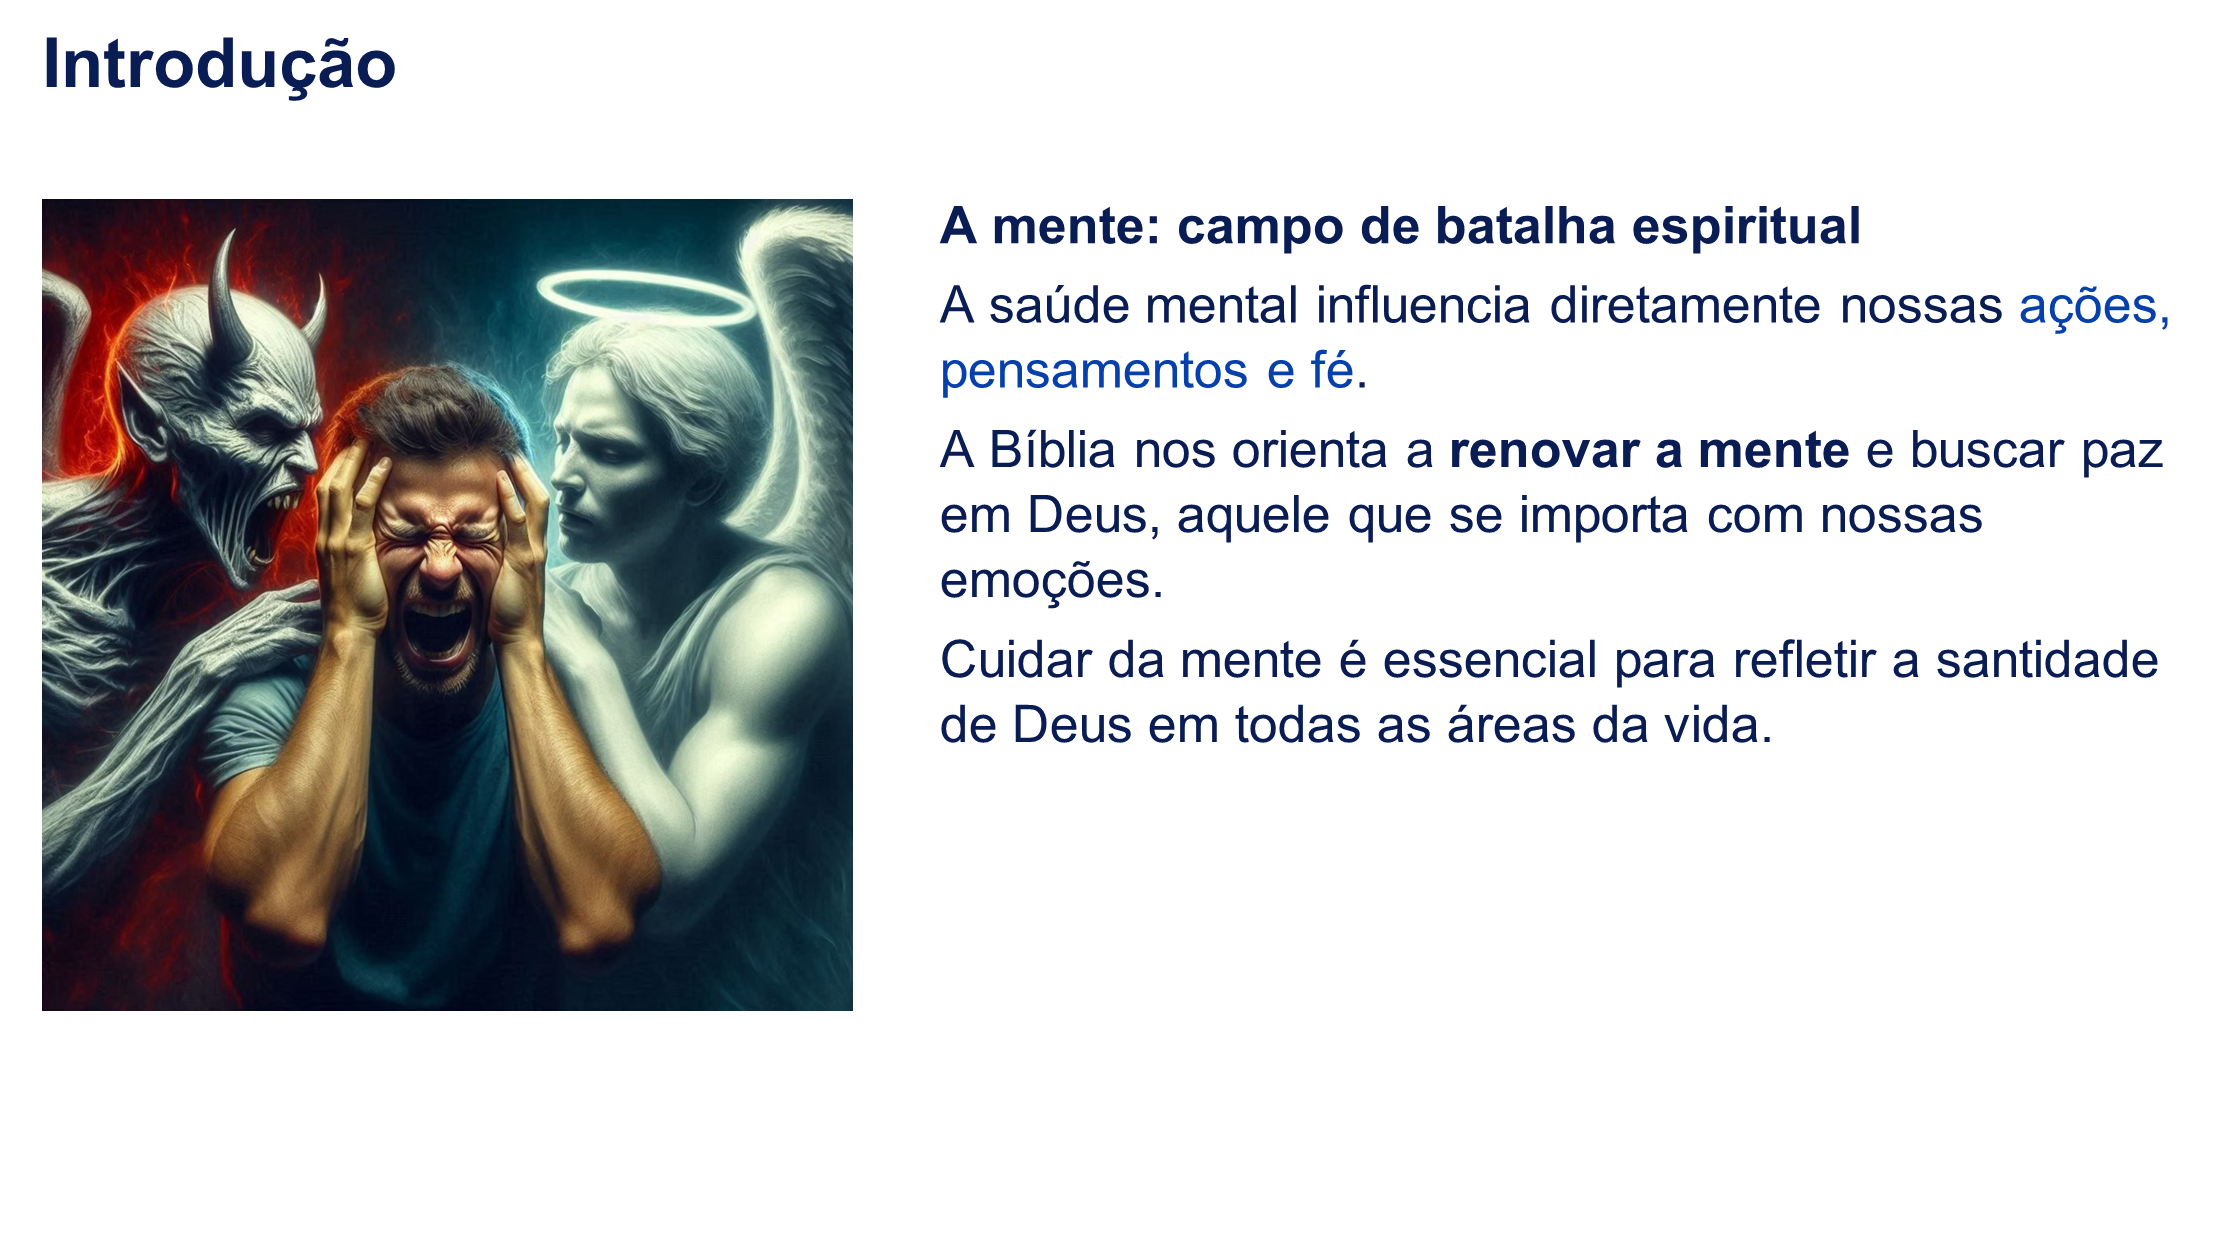 Introdução
A mente: campo de batalha espiritual
A saúde mental influencia diretamente nossas ações,
pensamentos e fé.
A Bíblia nos orienta a renovar a mente e buscar paz
em Deus, aquele que se importa com nossas
emoções.
Cuidar da mente é essencial para refletir a santidade
de Deus em todas as áreas da vida.